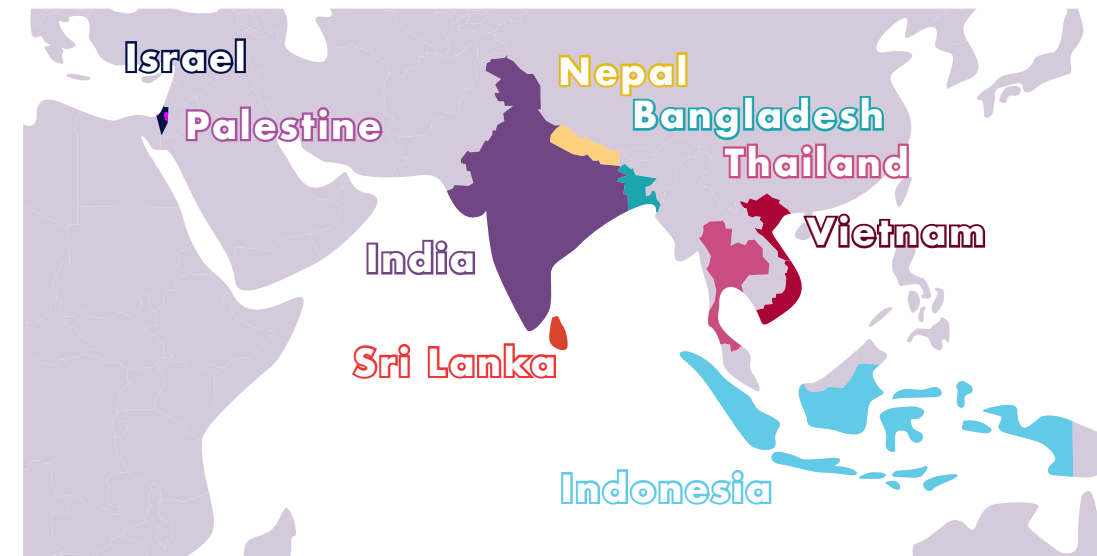 Israel
Nepal
Bangladesh
Palestine
Thailand
Vietnam
India
Sri Lanka
Indonesia